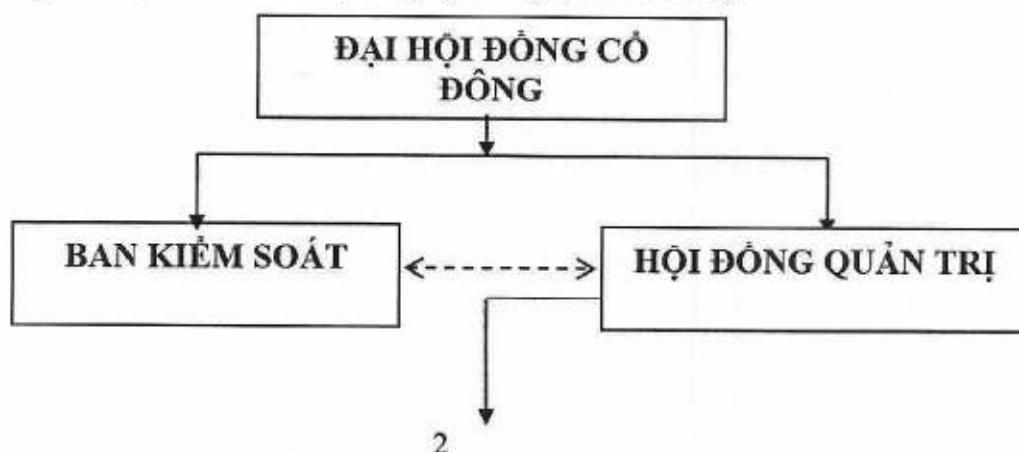 ĐẠI HỘI ĐỒNG CỔ
ĐÔNG
BAN KIỂM SOÁT
HỘI ĐỒNG QUẢN TRỊ
2